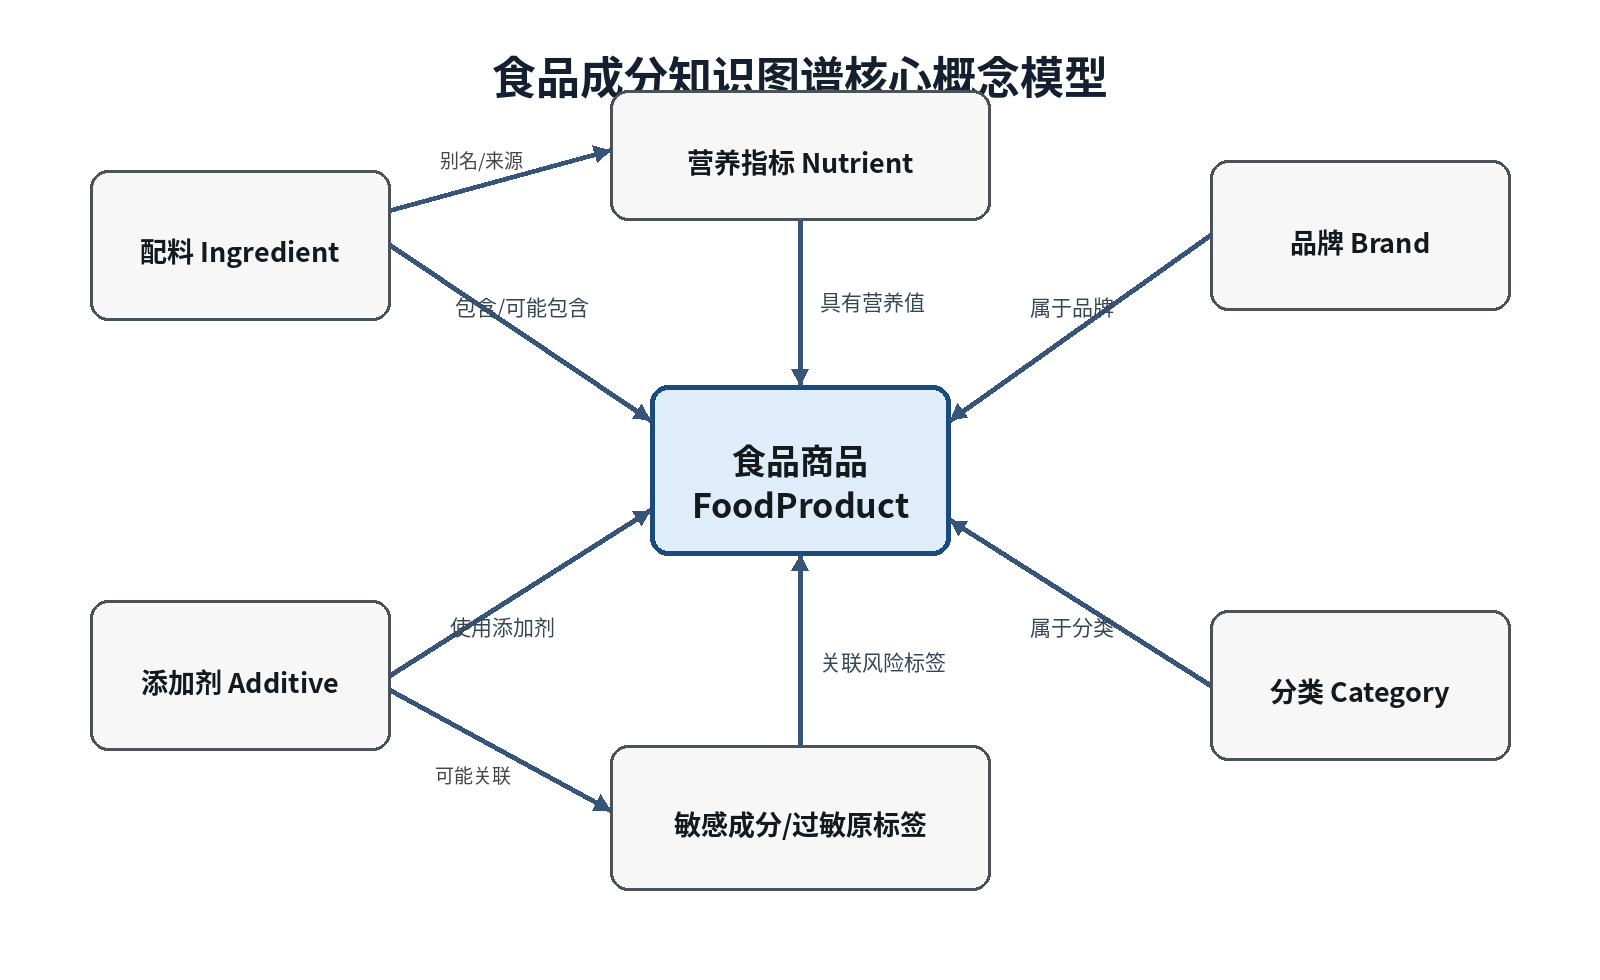 食品成分知识图谱核心概念模型
别名/来源
营养指标 Nutrient
配料 Ingredient
品牌 Brand
包含/可能包含
具有营养值
属于品牌
食品商品
FoodProduct
使用添加剂
关联风险标签
属于分类
添加剂 Additive
分类 Category
可能关联
敏感成分/过敏原标签